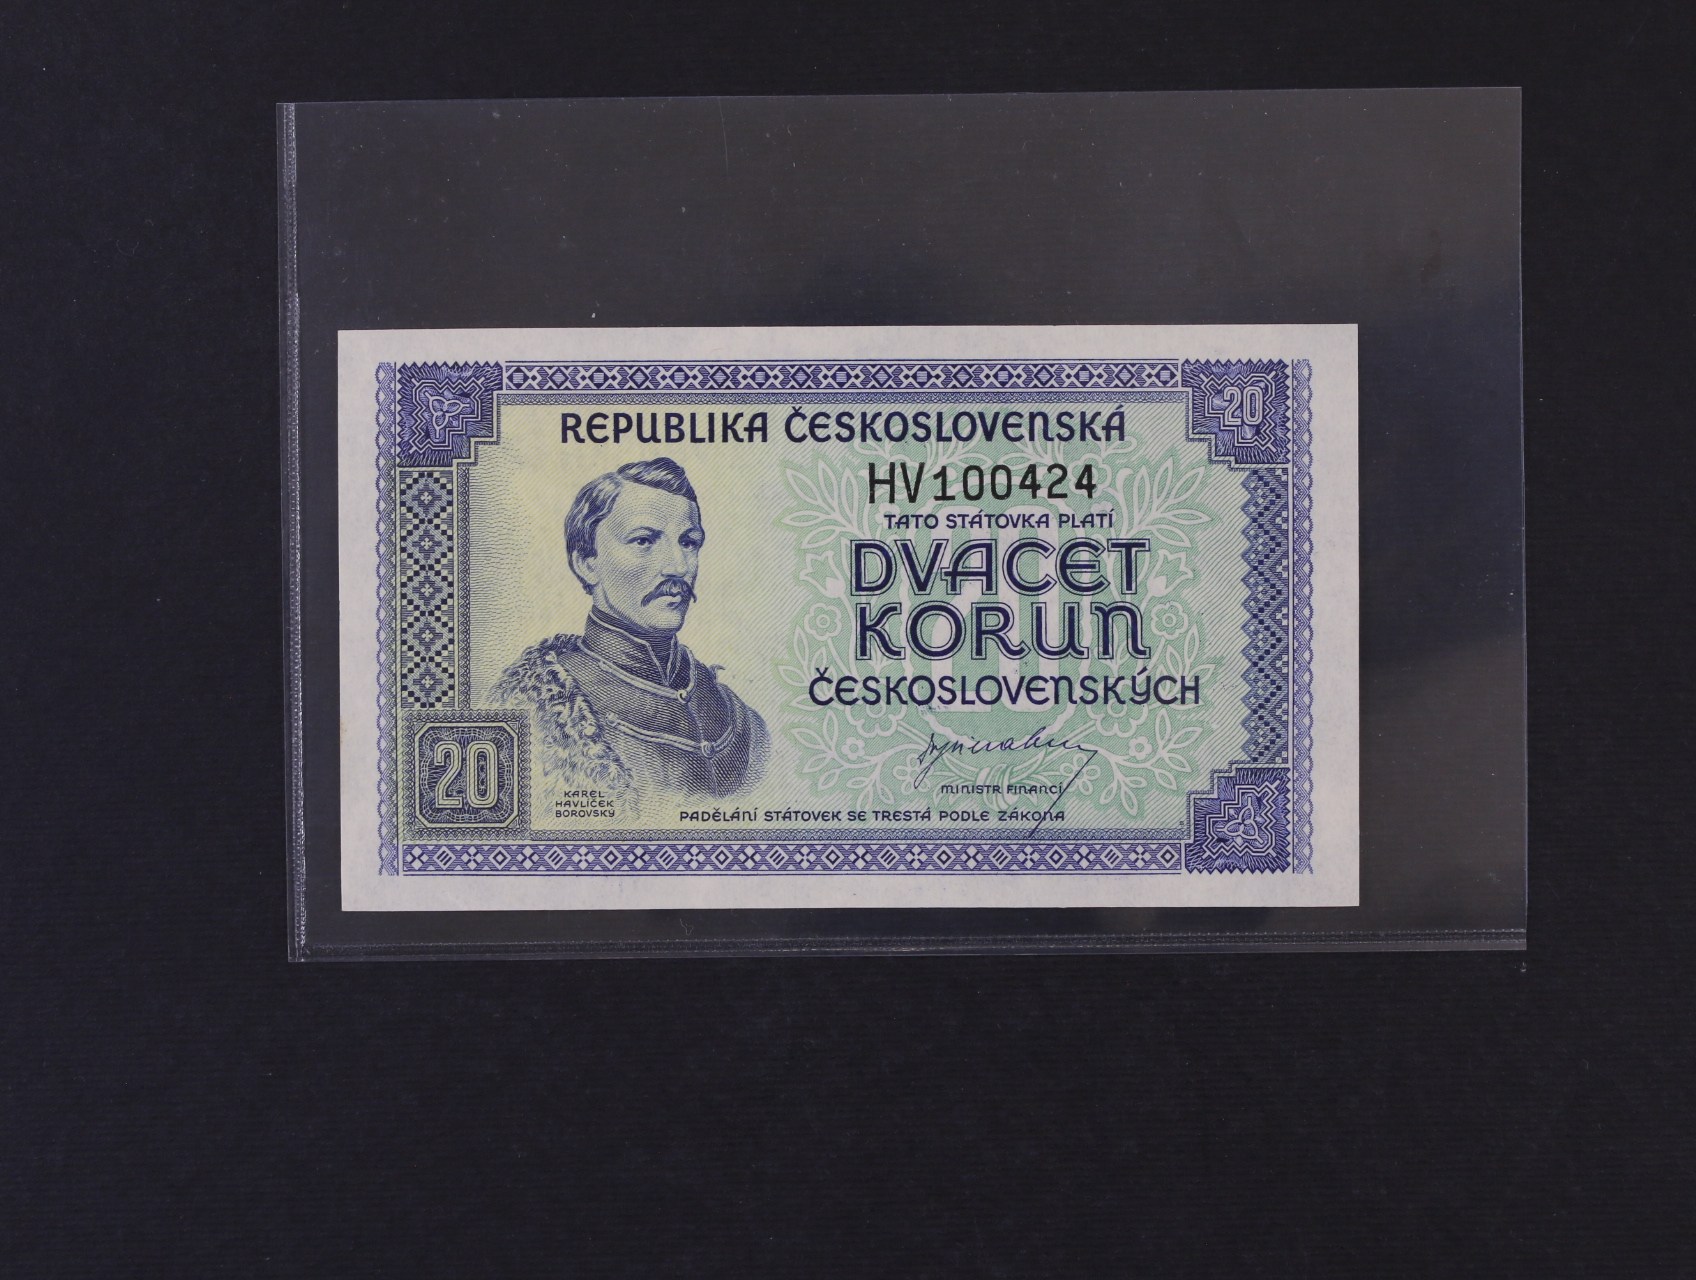 20
REPUBLIKA ČESKOSLOVENSKÁ
HV100424
TATO STÁTOVKA PLATÍ
DVACET
KORUN
ČESKOSLOVENSKÝCH
MINISTR FINANCÍ
20
KAREL
HAVLÍČEK
BOROVSKÝ
PADĚLÁNÍ STÁTOVEK SE TRESTÁ PODLE ZÁKONA